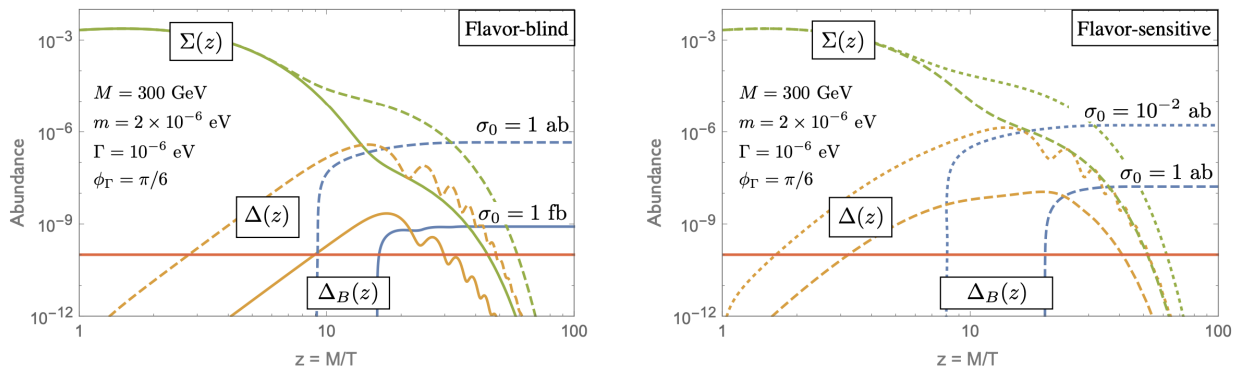 Flavor-blind
Σ(z)
M = 300 GeV
m = 2 × 10⁻⁶ eV
Γ = 10⁻⁶ eV
ϕ_Γ = π/6
σ₀ = 1 ab
Δ(z)
σ₀ = 1 fb
Δ_B(z)
Abundance
10⁻³
10⁻⁶
10⁻⁹
10⁻¹²
1 10 100
z = M/T
Flavor-sensitive
Σ(z)
M = 300 GeV
m = 2 × 10⁻⁶ eV
Γ = 10⁻⁶ eV
ϕ_Γ = π/6
σ₀ = 10⁻² ab
σ₀ = 1 ab
Δ(z)
Δ_B(z)
Abundance
10⁻³
10⁻⁶
10⁻⁹
10⁻¹²
1 10 100
z = M/T